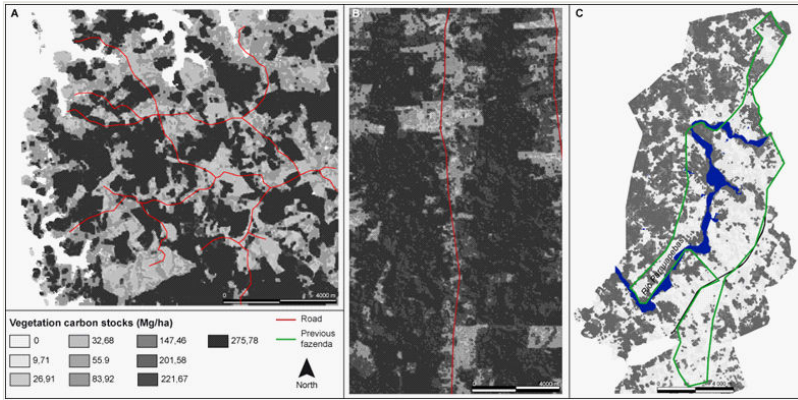 A
B
C
4000 m
4000 m
Vegetation carbon stocks (Mg/ha)
0
32,68
147,46
275,78
9,71
55.9
201,58
26,91
83,92
221,67
Road
Previous
fazenda
North